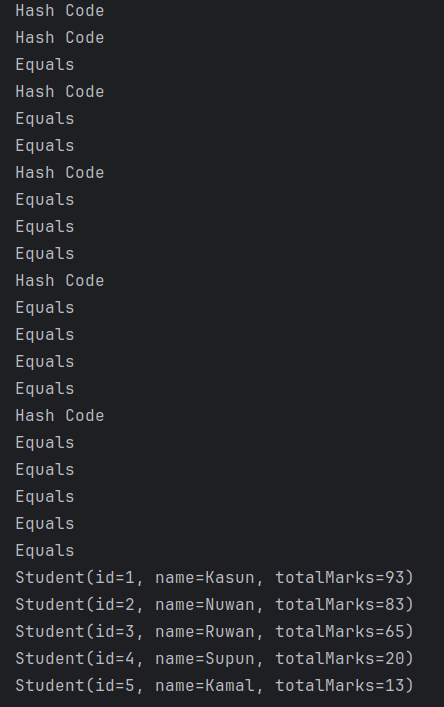 Hash Code
Hash Code
Equals
Hash Code
Equals
Equals
Hash Code
Equals
Equals
Equals
Hash Code
Equals
Equals
Equals
Equals
Hash Code
Equals
Equals
Equals
Equals
Equals
Student(id=1, name=Kasun, totalMarks=93)
Student(id=2, name=Nuwan, totalMarks=83)
Student(id=3, name=Ruwan, totalMarks=65)
Student(id=4, name=Supun, totalMarks=20)
Student(id=5, name=Kamal, totalMarks=13)